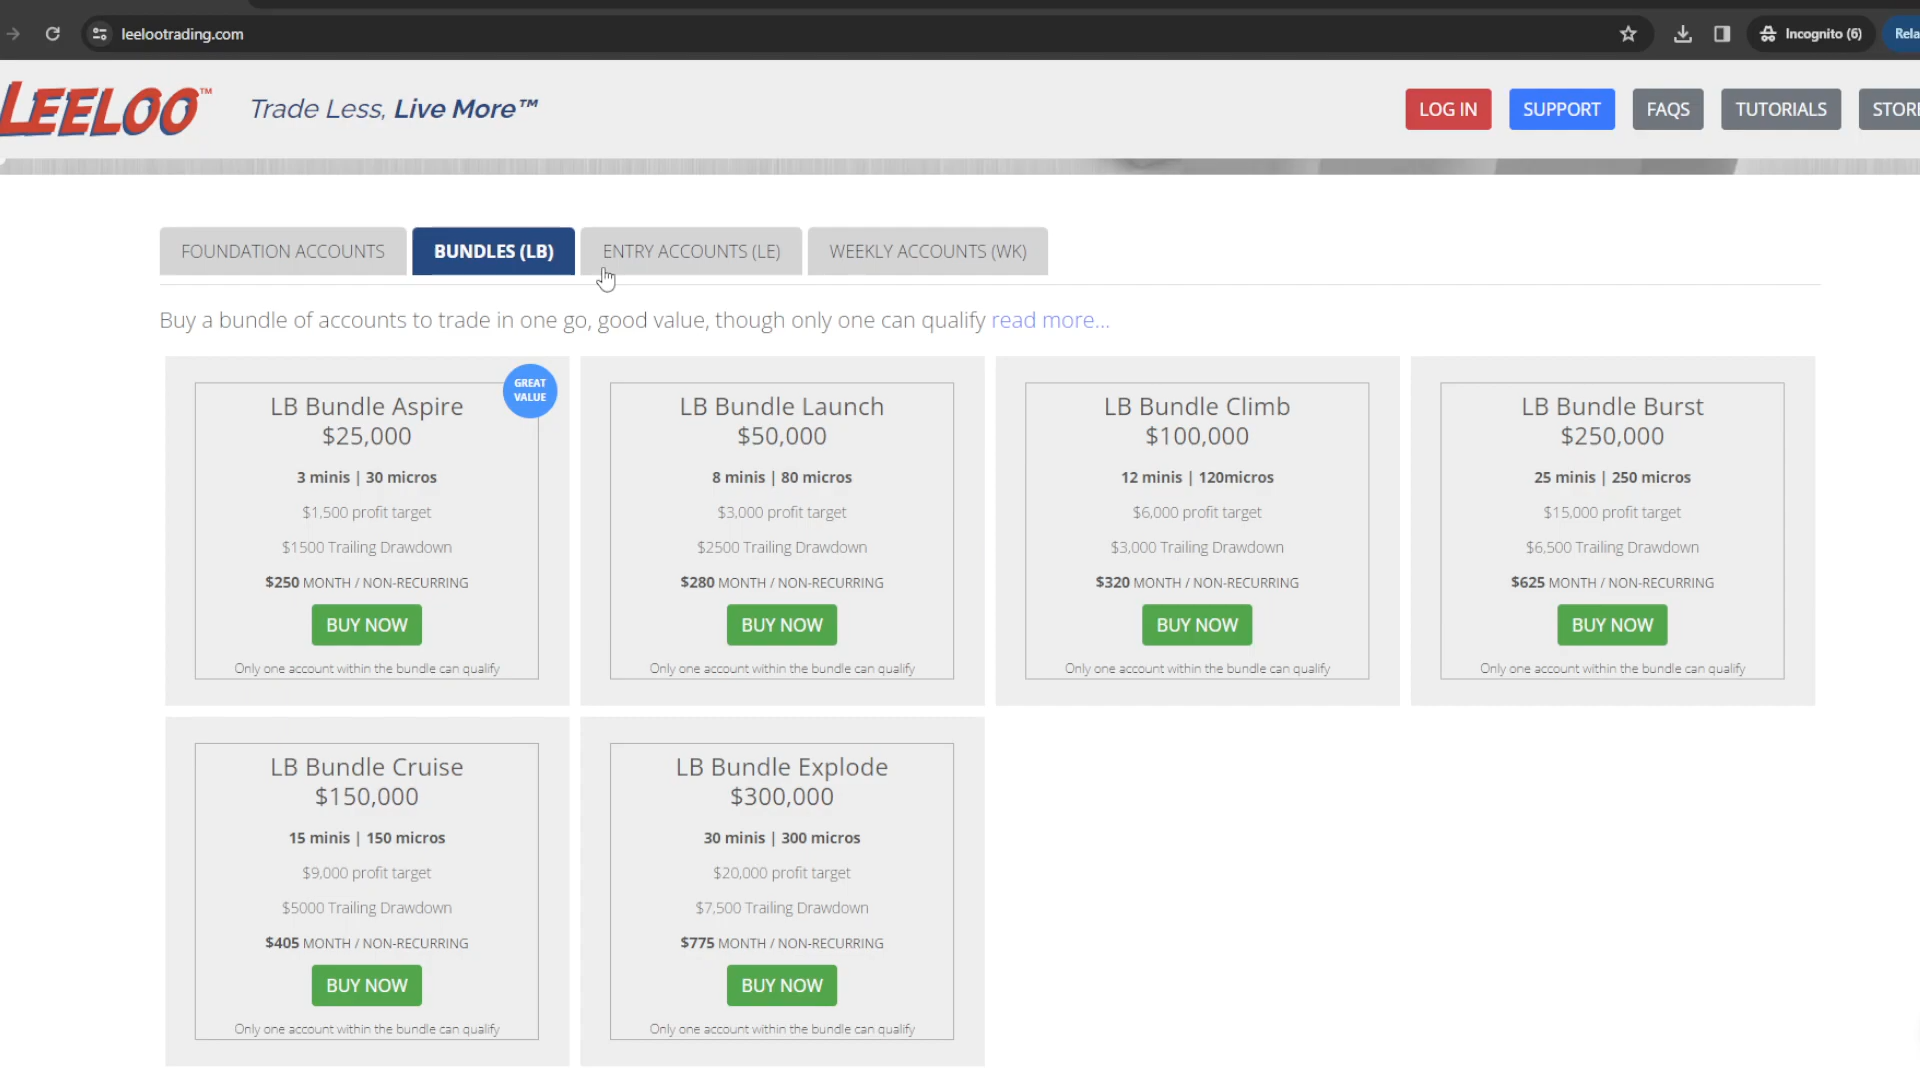 leelootrading.com
Incognito (6)
Rela
LEELOO™
Trade Less, Live More™
LOG IN
SUPPORT
FAQS
TUTORIALS
STORE
FOUNDATION ACCOUNTS
BUNDLES (LB)
ENTRY ACCOUNTS (LE)
WEEKLY ACCOUNTS (WK)
Buy a bundle of accounts to trade in one go, good value, though only one can qualify read more...
GREAT
VALUE
LB Bundle Aspire
$25,000
3 minis | 30 micros
$1,500 profit target
$1500 Trailing Drawdown
$250 MONTH / NON-RECURRING
BUY NOW
Only one account within the bundle can qualify
LB Bundle Launch
$50,000
8 minis | 80 micros
$3,000 profit target
$2500 Trailing Drawdown
$280 MONTH / NON-RECURRING
BUY NOW
Only one account within the bundle can qualify
LB Bundle Climb
$100,000
12 minis | 120micros
$6,000 profit target
$3,000 Trailing Drawdown
$320 MONTH / NON-RECURRING
BUY NOW
Only one account within the bundle can qualify
LB Bundle Burst
$250,000
25 minis | 250 micros
$15,000 profit target
$6,500 Trailing Drawdown
$625 MONTH / NON-RECURRING
BUY NOW
Only one account within the bundle can qualify
LB Bundle Cruise
$150,000
15 minis | 150 micros
$9,000 profit target
$5000 Trailing Drawdown
$405 MONTH / NON-RECURRING
BUY NOW
Only one account within the bundle can qualify
LB Bundle Explode
$300,000
30 minis | 300 micros
$20,000 profit target
$7,500 Trailing Drawdown
$775 MONTH / NON-RECURRING
BUY NOW
Only one account within the bundle can qualify